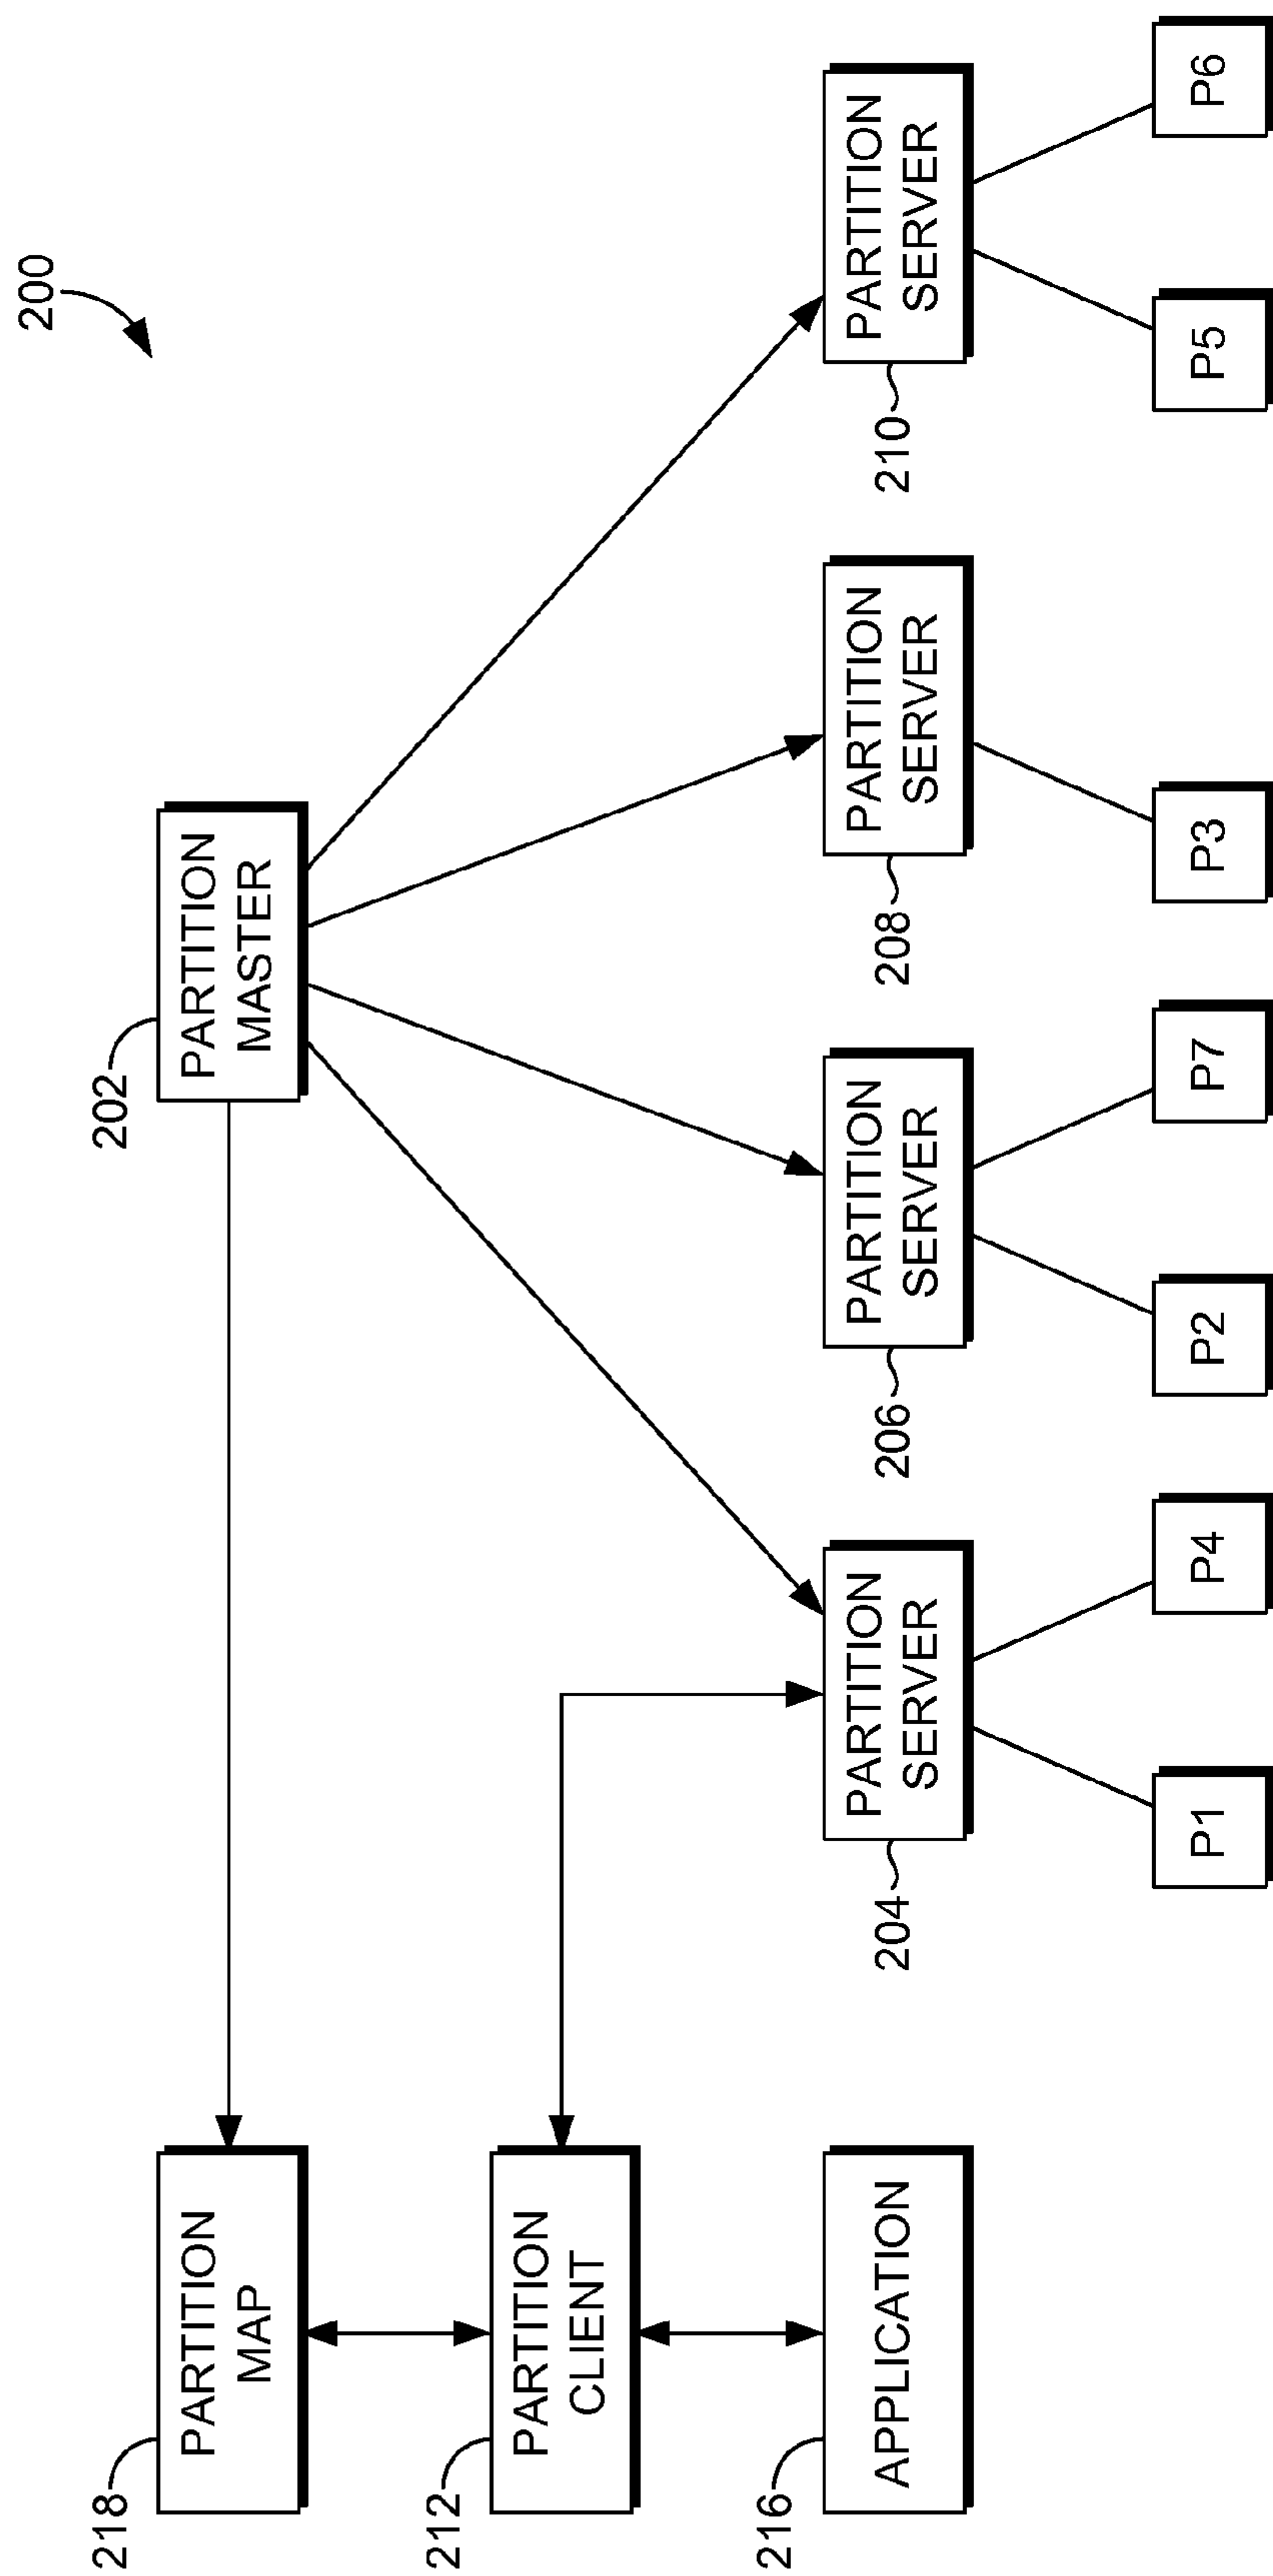 200
202
PARTITION
MASTER
218
PARTITION
MAP
212
PARTITION
CLIENT
216
APPLICATION
204
PARTITION
SERVER
206
PARTITION
SERVER
208
PARTITION
SERVER
210
PARTITION
SERVER
P1
P4
P2
P7
P3
P5
P6